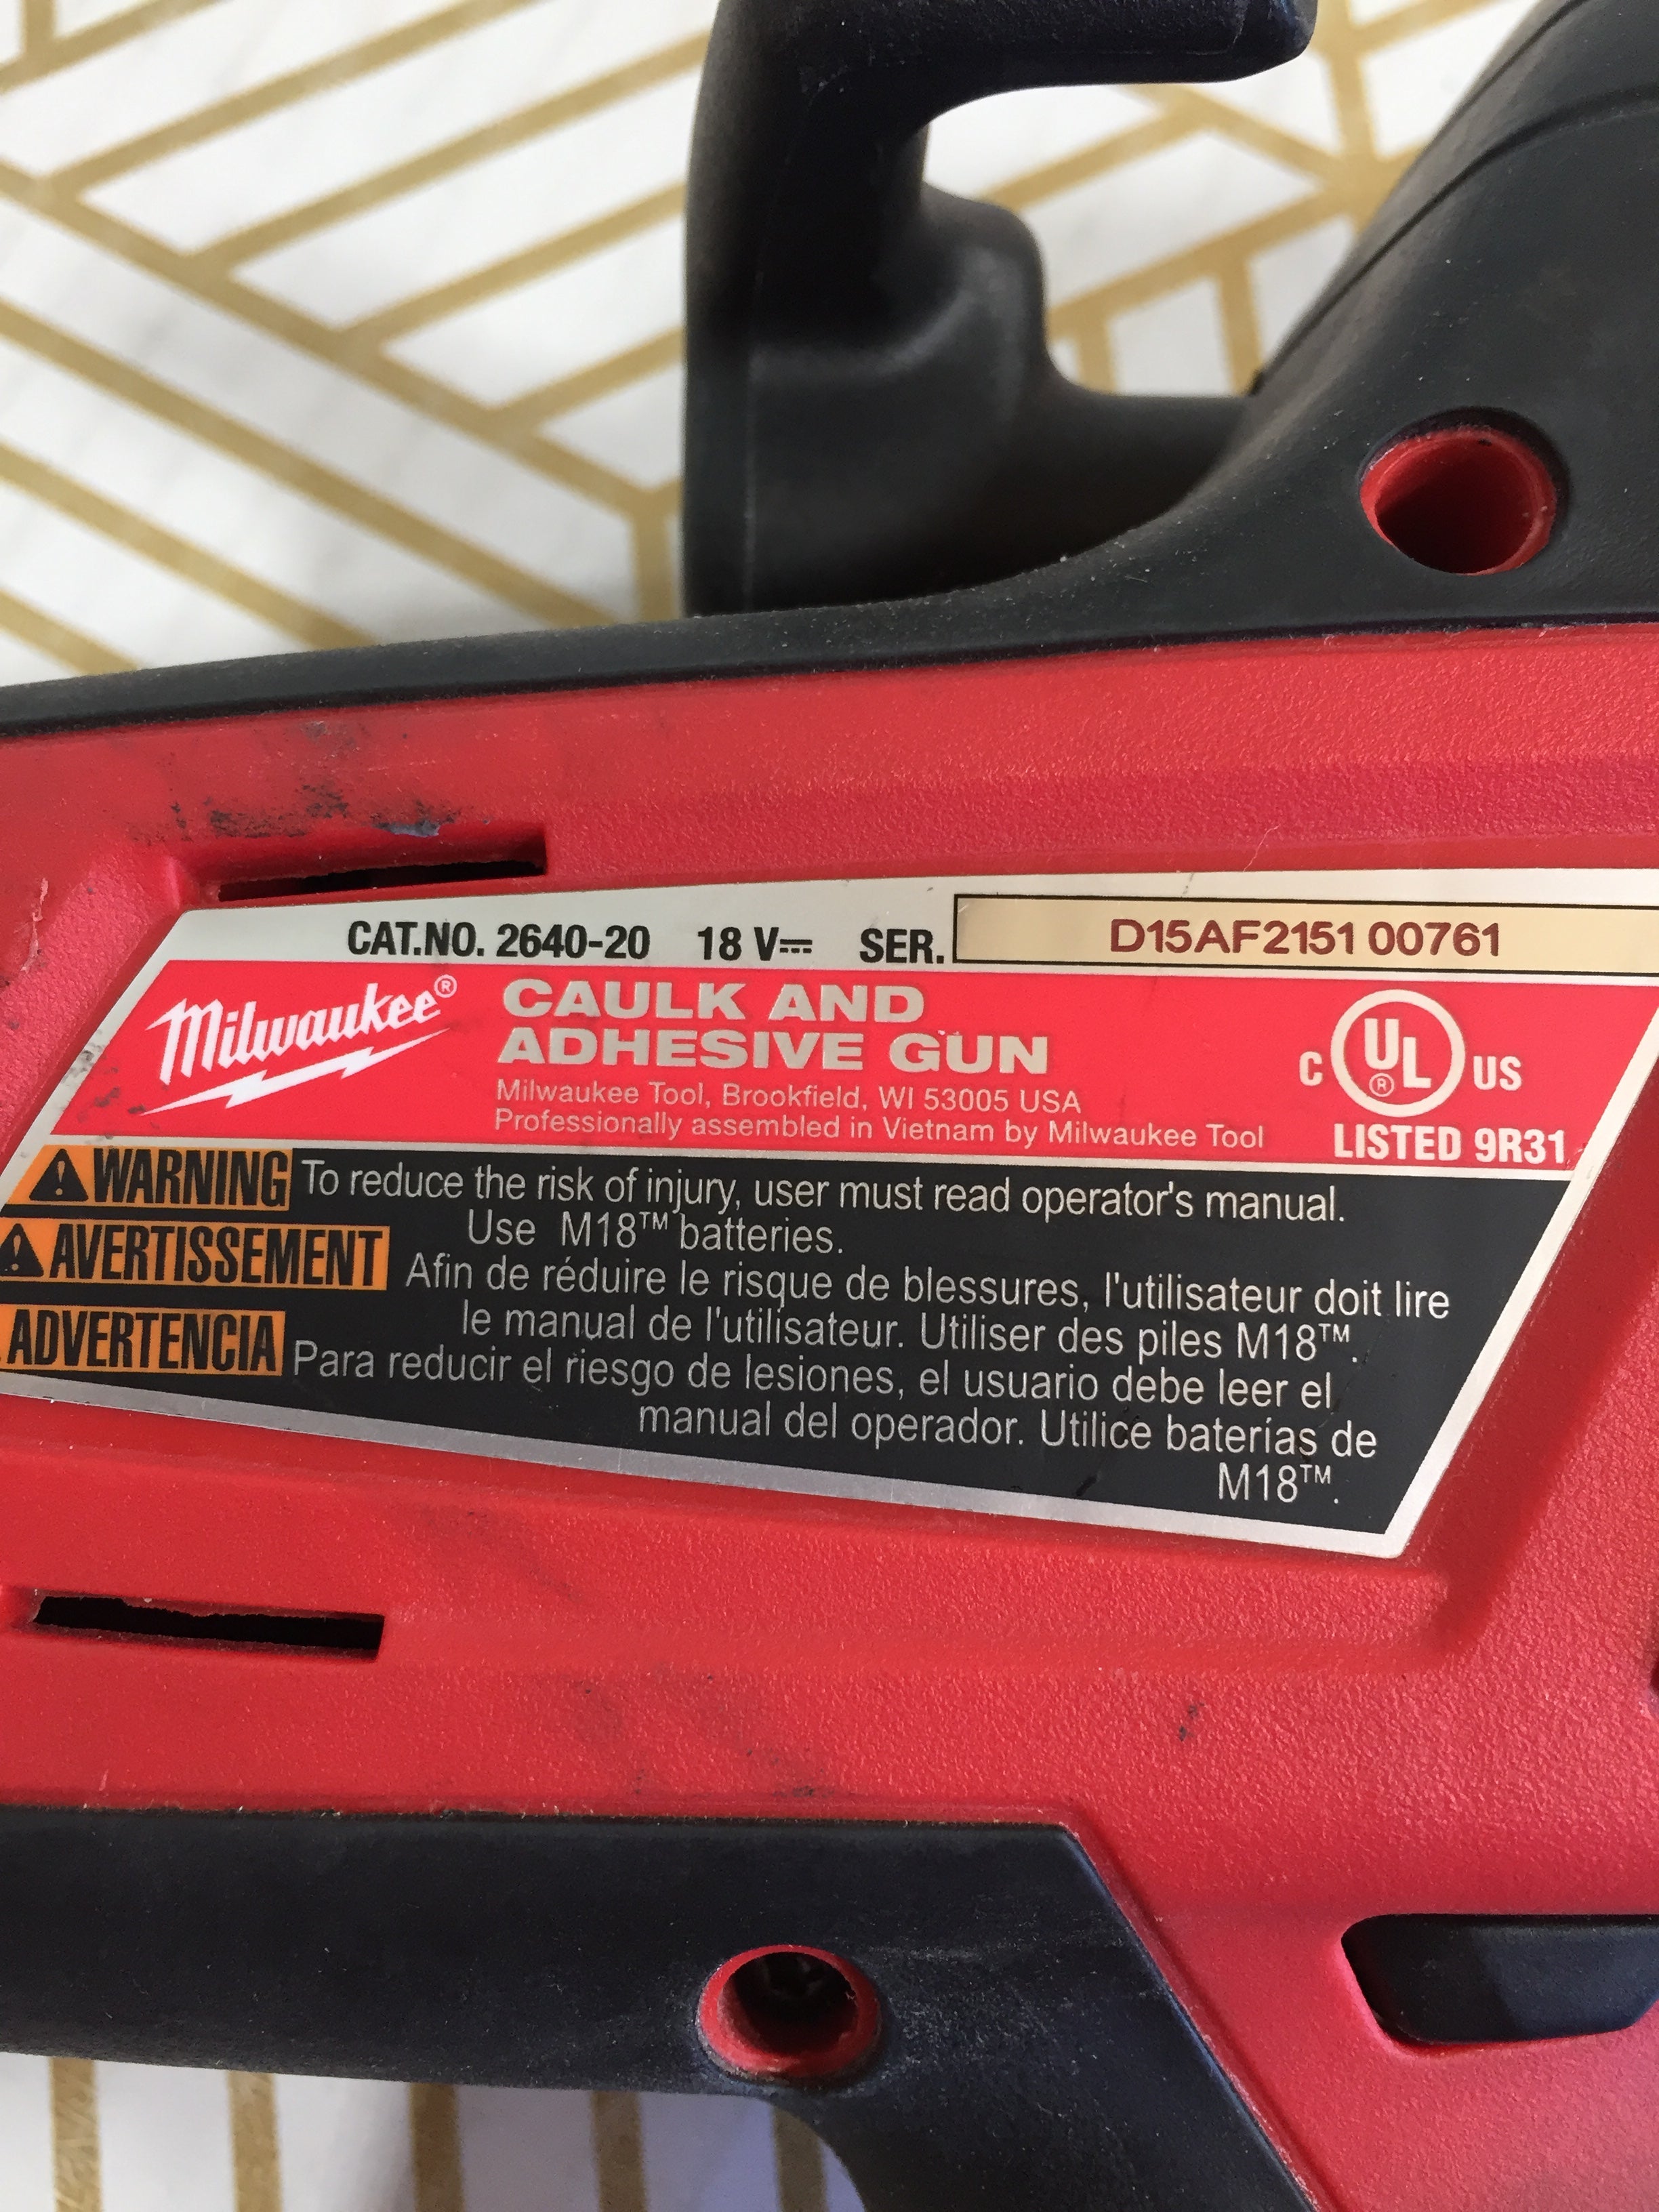 CAT.NO. 2640-20 18 V⎓ SER. D15AF2151 00761
Milwaukee®
CAULK AND
ADHESIVE GUN
Milwaukee Tool, Brookfield, WI 53005 USA
Professionally assembled in Vietnam by Milwaukee Tool
C UL® US
LISTED 9R31
WARNING To reduce the risk of injury, user must read operator's manual.
Use M18™ batteries.
AVERTISSEMENT Afin de réduire le risque de blessures, l'utilisateur doit lire
le manual de l'utilisateur. Utiliser des piles M18™.
ADVERTENCIA Para reducir el riesgo de lesiones, el usuario debe leer el
manual del operador. Utilice baterías de
M18™.